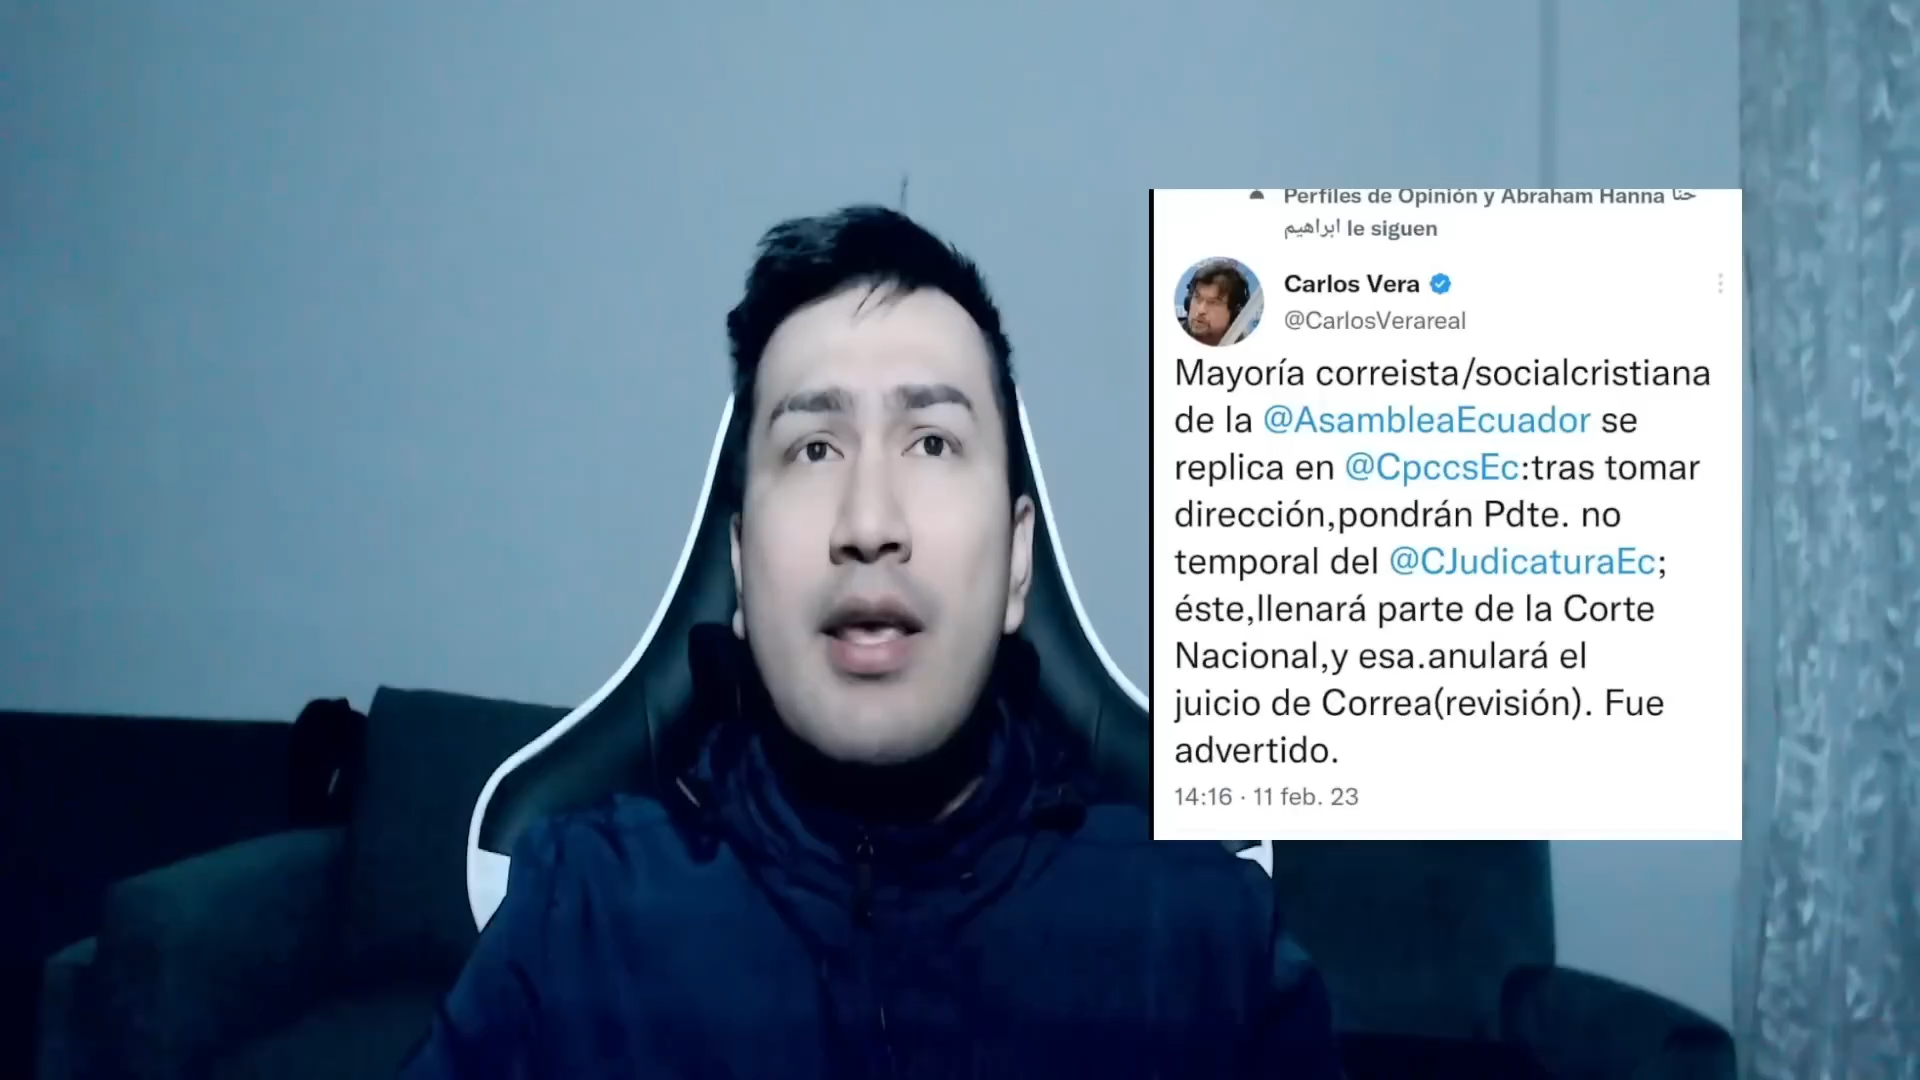 Perfiles de Opinión y Abraham Hanna حنا
ابراهيم le siguen
Carlos Vera
@CarlosVerareal
Mayoría correista/socialcristiana
de la @AsambleaEcuador se
replica en @CpccsEc:tras tomar
dirección,pondrán Pdte. no
temporal del @CJudicaturaEc;
éste,llenará parte de la Corte
Nacional,y esa.anulará el
juicio de Correa(revisión). Fue
advertido.
14:16 · 11 feb. 23